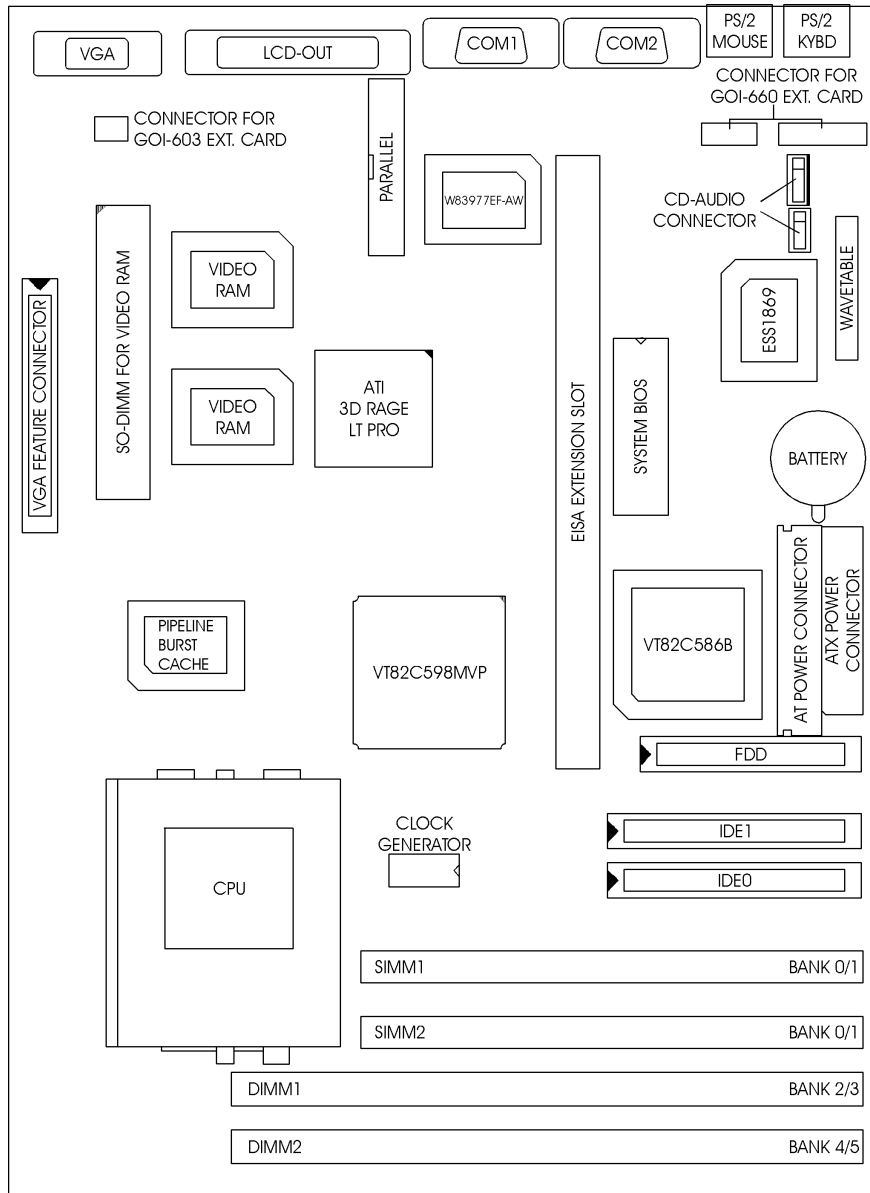 PS/2
MOUSE
PS/2
KYBD
VGA
LCD-OUT
COM1
COM2
CONNECTOR FOR
GOI-660 EXT. CARD
CONNECTOR FOR
GOI-603 EXT. CARD
PARALLEL
W83977EF-AW
CD-AUDIO
CONNECTOR
WAVETABLE
ESS1869
VGA FEATURE CONNECTOR
SO-DIMM FOR VIDEO RAM
VIDEO
RAM
VIDEO
RAM
ATI
3D RAGE
LT PRO
EISA EXTENSION SLOT
SYSTEM BIOS
BATTERY
AT POWER CONNECTOR
ATX POWER
CONNECTOR
PIPELINE
BURST
CACHE
VT82C598MVP
VT82C586B
FDD
CLOCK
GENERATOR
IDE1
IDE0
CPU
SIMM1 BANK 0/1
SIMM2 BANK 0/1
DIMM1 BANK 2/3
DIMM2 BANK 4/5